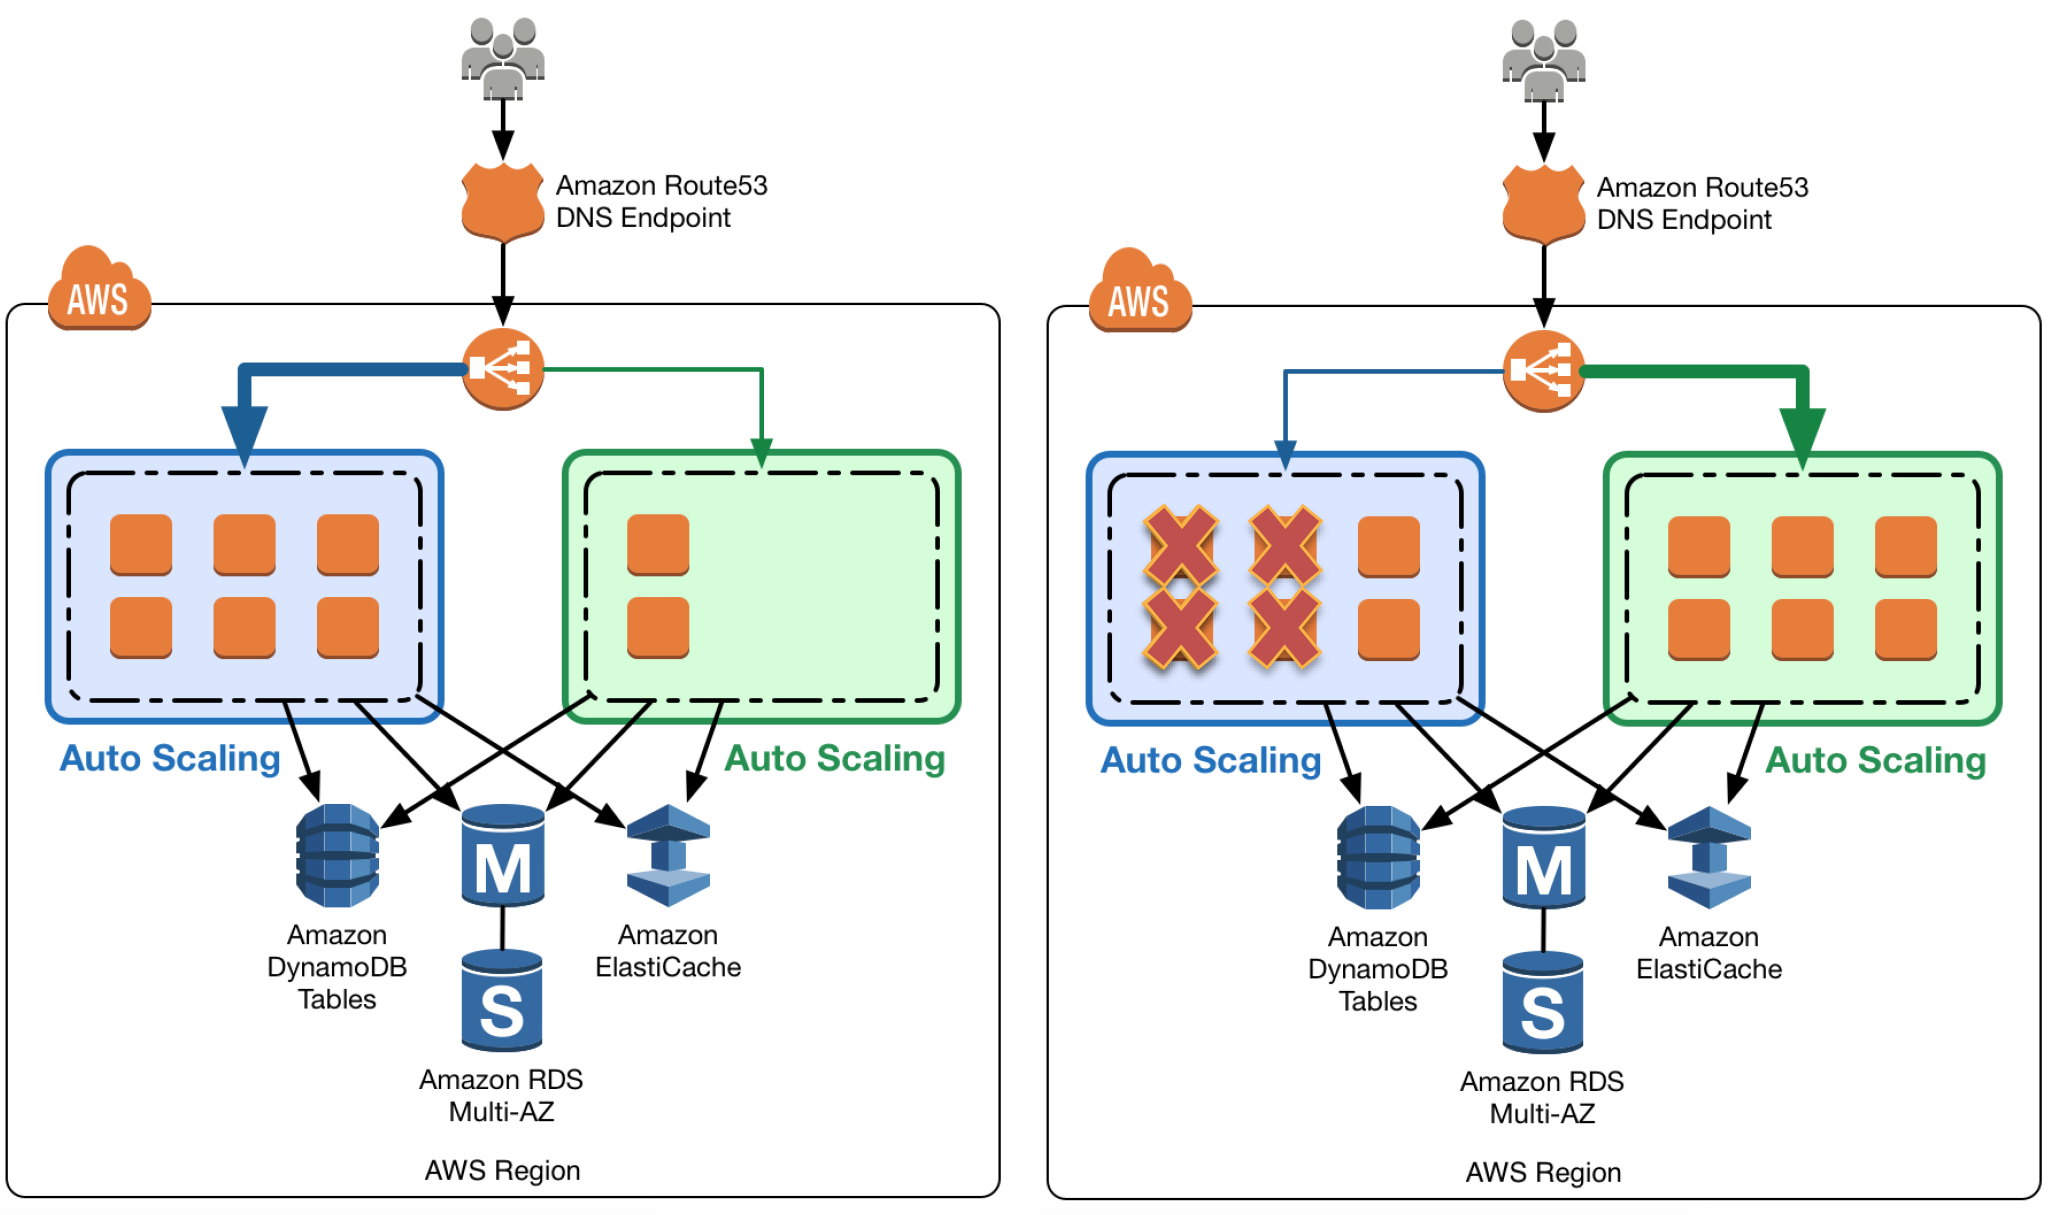 Amazon Route53
DNS Endpoint
AWS
Auto Scaling
Auto Scaling
Amazon
DynamoDB
Tables
M
S
Amazon
ElastiCache
Amazon RDS
Multi-AZ
AWS Region
Amazon Route53
DNS Endpoint
AWS
Auto Scaling
Auto Scaling
Amazon
DynamoDB
Tables
M
S
Amazon
ElastiCache
Amazon RDS
Multi-AZ
AWS Region